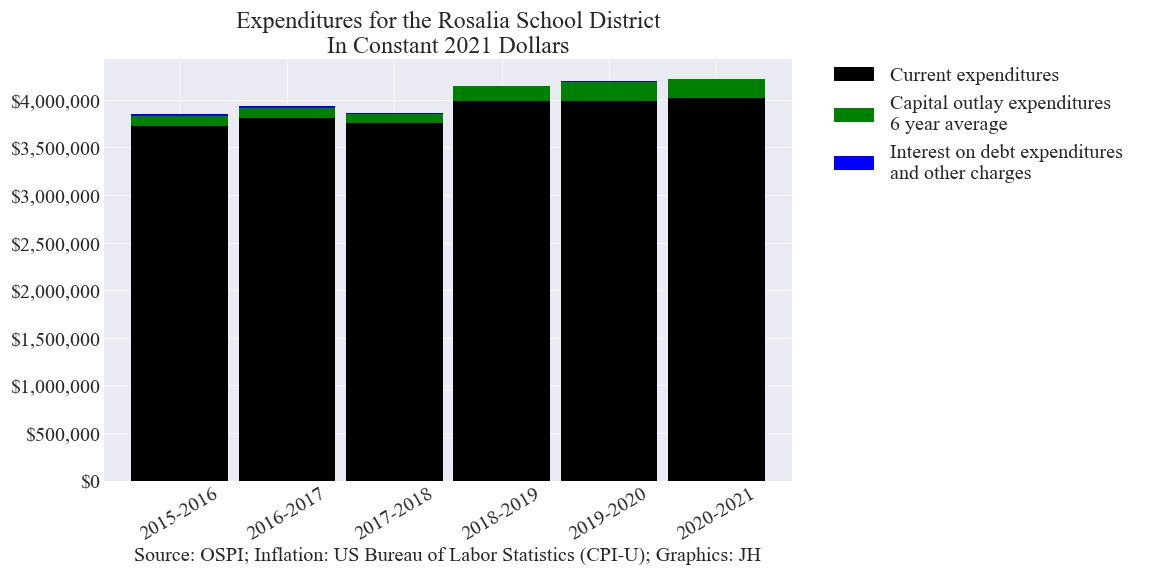 Expenditures for the Rosalia School District
In Constant 2021 Dollars
$4,000,000
$3,500,000
$3,000,000
$2,500,000
$2,000,000
$1,500,000
$1,000,000
$500,000
$0
2015-2016
2016-2017
2017-2018
2018-2019
2019-2020
2020-2021
Source: OSPI; Inflation: US Bureau of Labor Statistics (CPI-U); Graphics: JH
Current expenditures
Capital outlay expenditures
6 year average
Interest on debt expenditures
and other charges